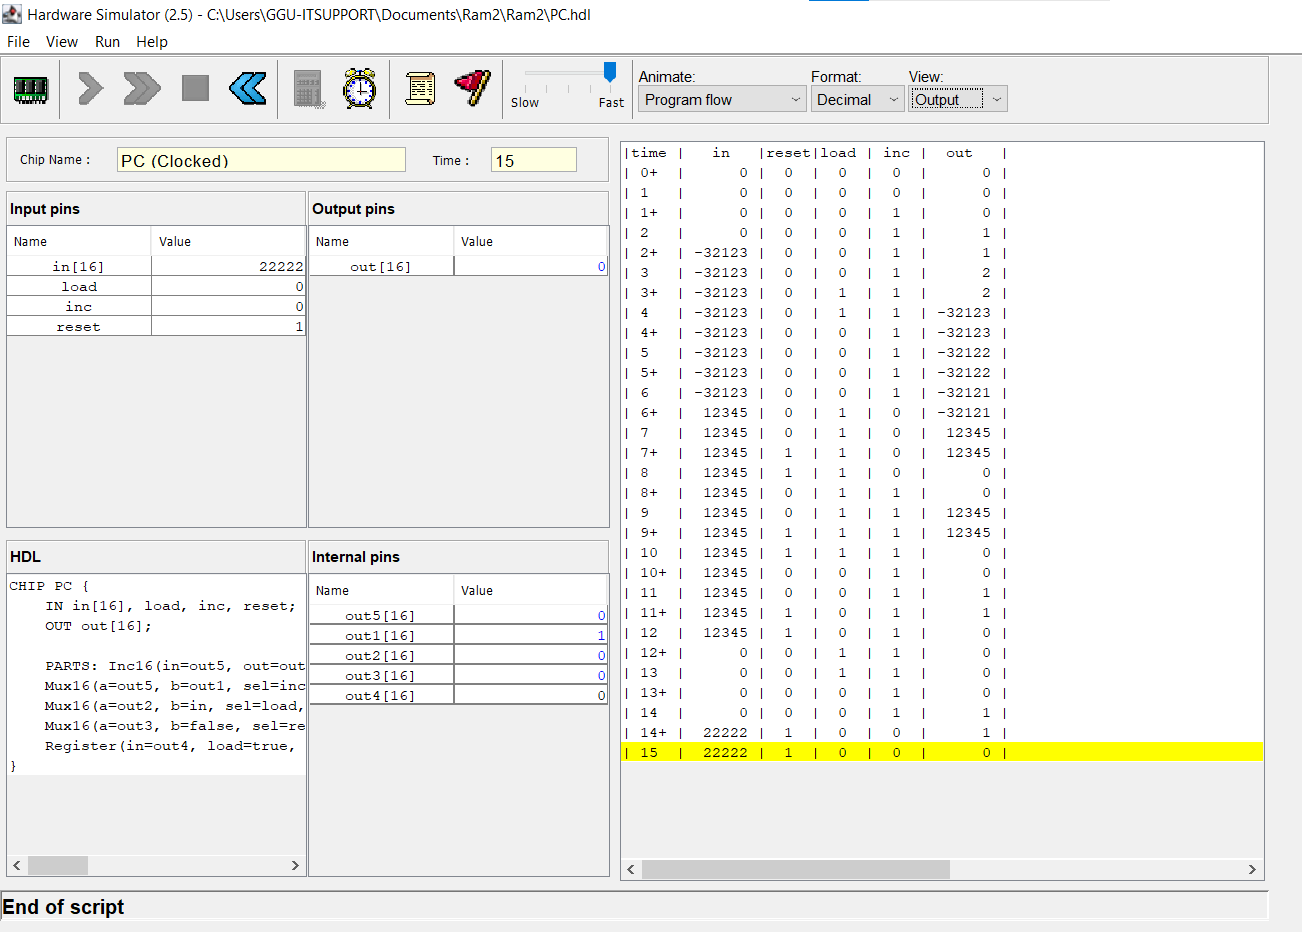 Hardware Simulator (2.5) - C:\Users\GGU-ITSUPPORT\Documents\Ram2\Ram2\PC.hdl
File View Run Help
Slow Fast
Animate: Format: View:
Program flow Decimal Output
Chip Name : PC (Clocked) Time : 15
Input pins
Name Value
in[16] 22222
load 0
inc 0
reset 1
Output pins
Name Value
out[16] 0
HDL
CHIP PC {
IN in[16], load, inc, reset;
OUT out[16];
PARTS: Inc16(in=out5, out=out
Mux16(a=out5, b=out1, sel=inc
Mux16(a=out2, b=in, sel=load,
Mux16(a=out3, b=false, sel=re
Register(in=out4, load=true,
}
Internal pins
Name Value
out5[16] 0
out1[16] 1
out2[16] 0
out3[16] 0
out4[16] 0
|time | in |reset|load | inc | out |
| 0+ | 0 | 0 | 0 | 0 | 0 |
| 1 | 0 | 0 | 0 | 0 | 0 |
| 1+ | 0 | 0 | 0 | 1 | 0 |
| 2 | 0 | 0 | 0 | 1 | 1 |
| 2+ | -32123 | 0 | 0 | 1 | 1 |
| 3 | -32123 | 0 | 0 | 1 | 2 |
| 3+ | -32123 | 0 | 1 | 1 | 2 |
| 4 | -32123 | 0 | 1 | 1 | -32123 |
| 4+ | -32123 | 0 | 0 | 1 | -32123 |
| 5 | -32123 | 0 | 0 | 1 | -32122 |
| 5+ | -32123 | 0 | 0 | 1 | -32122 |
| 6 | -32123 | 0 | 0 | 1 | -32121 |
| 6+ | 12345 | 0 | 1 | 0 | -32121 |
| 7 | 12345 | 0 | 1 | 0 | 12345 |
| 7+ | 12345 | 1 | 1 | 0 | 12345 |
| 8 | 12345 | 1 | 1 | 0 | 0 |
| 8+ | 12345 | 0 | 1 | 1 | 0 |
| 9 | 12345 | 0 | 1 | 1 | 12345 |
| 9+ | 12345 | 1 | 1 | 1 | 12345 |
| 10 | 12345 | 1 | 1 | 1 | 0 |
| 10+ | 12345 | 0 | 0 | 1 | 0 |
| 11 | 12345 | 0 | 0 | 1 | 1 |
| 11+ | 12345 | 1 | 0 | 1 | 1 |
| 12 | 12345 | 1 | 0 | 1 | 0 |
| 12+ | 0 | 0 | 1 | 1 | 0 |
| 13 | 0 | 0 | 1 | 1 | 0 |
| 13+ | 0 | 0 | 0 | 1 | 0 |
| 14 | 0 | 0 | 0 | 1 | 1 |
| 14+ | 22222 | 1 | 0 | 0 | 1 |
| 15 | 22222 | 1 | 0 | 0 | 0 |
End of script